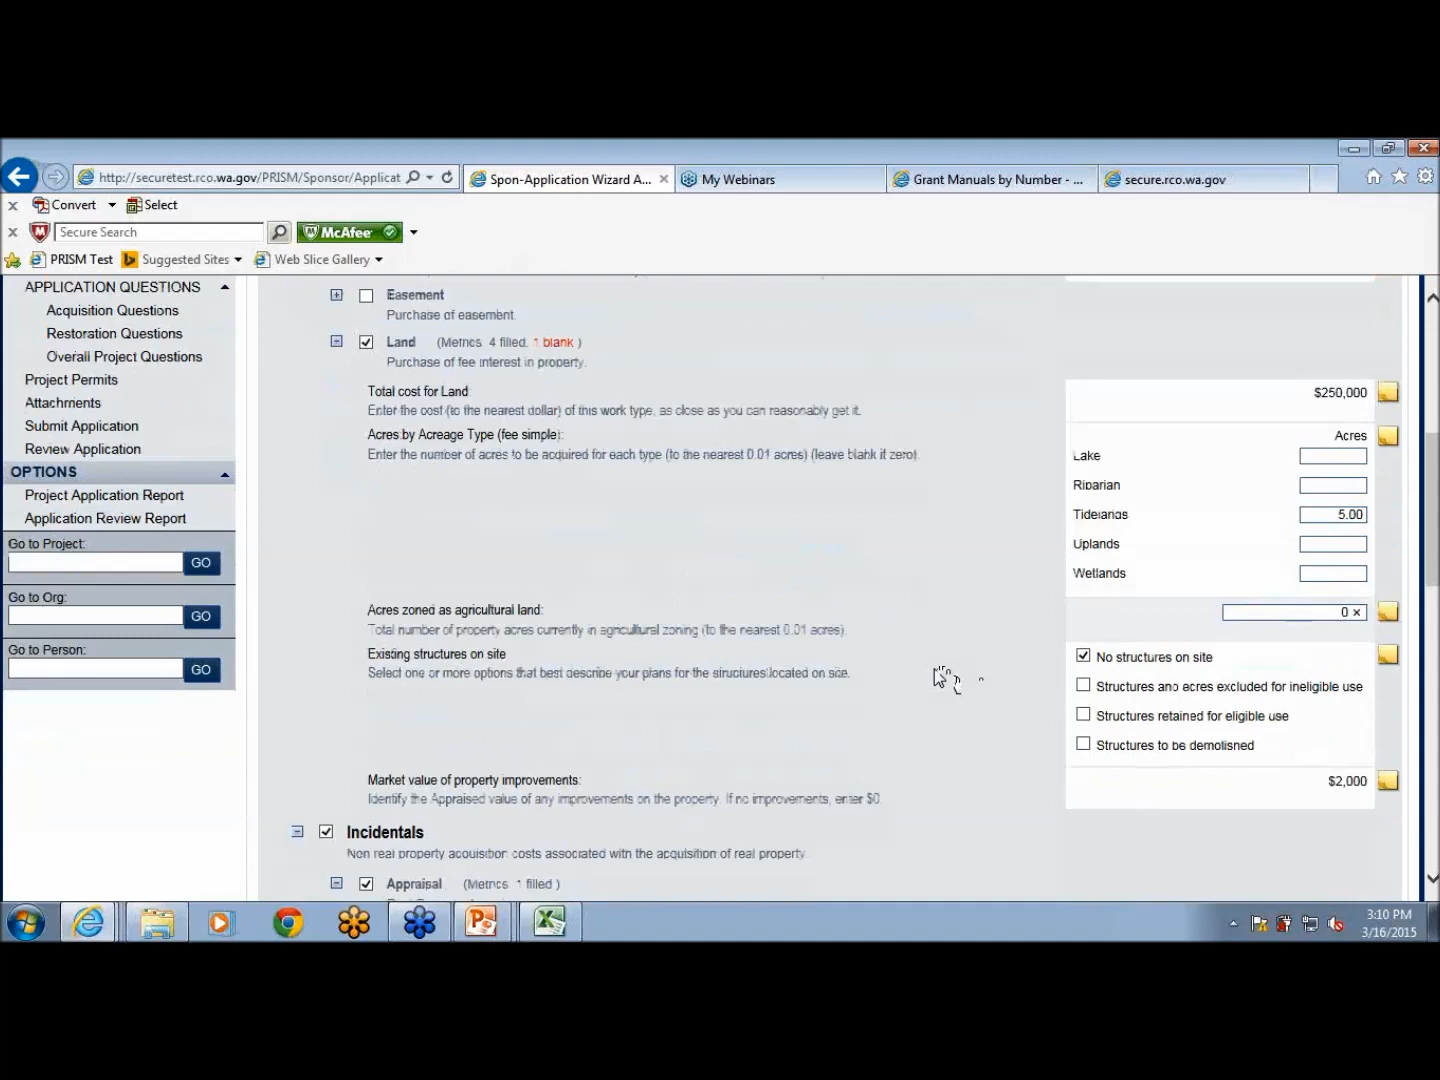 http://securetest.rco.wa.gov/PRISM/Sponsor/Applicat
Spon-Application Wizard A...
My Webinars
Grant Manuals by Number - ...
secure.rco.wa.gov
x Convert Select
x Secure Search McAfee
PRISM Test Suggested Sites Web Slice Gallery
APPLICATION QUESTIONS
Acquisition Questions
Restoration Questions
Overall Project Questions
Project Permits
Attachments
Submit Application
Review Application
OPTIONS
Project Application Report
Application Review Report
Go to Project:
GO
Go to Org:
GO
Go to Person:
GO
Easement
Purchase of easement.
Land (Metrics 4 filled, 1 blank )
Purchase of fee interest in property.
Total cost for Land:
Enter the cost (to the nearest dollar) of this work type, as close as you can reasonably get it.
$250,000
Acres by Acreage Type (fee simple):
Enter the number of acres to be acquired for each type (to the nearest 0.01 acres) (leave blank if zero).
Acres
Lake
Riparian
Tidelands 5.00
Uplands
Wetlands
Acres zoned as agricultural land:
Total number of property acres currently in agricultural zoning (to the nearest 0.01 acres).
0 ×
Existing structures on site
Select one or more options that best describe your plans for the structures located on site.
No structures on site
Structures and acres excluded for ineligible use
Structures retained for eligible use
Structures to be demolished
Market value of property improvements:
Identify the Appraised value of any improvements on the property. If no improvements, enter $0.
$2,000
Incidentals
Non real property acquisition costs associated with the acquisition of real property.
Appraisal (Metrics 1 filled )
3:10 PM
3/16/2015